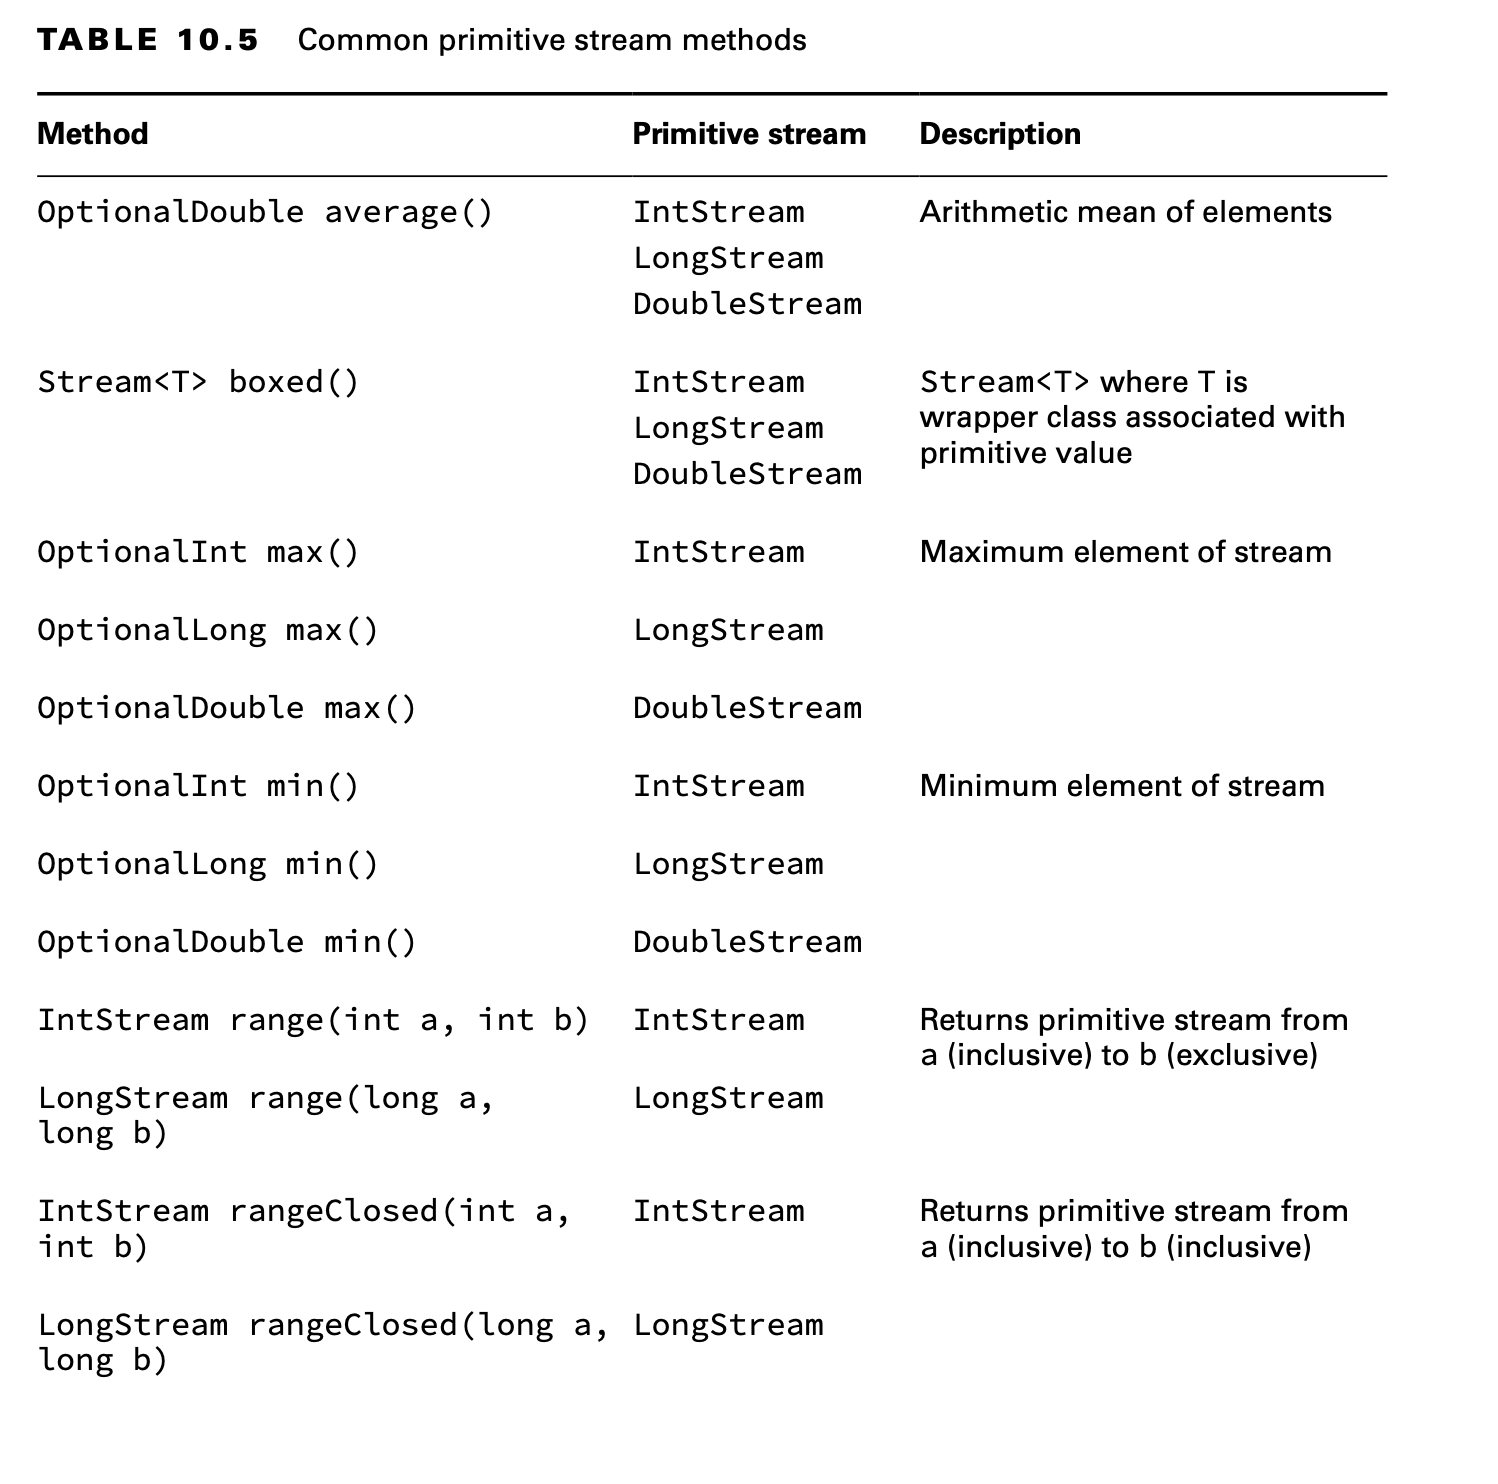 TABLE 10.5 Common primitive stream methods
Method Primitive stream Description
OptionalDouble average() IntStream Arithmetic mean of elements
LongStream
DoubleStream
Stream<T> boxed() IntStream Stream<T> where T is
LongStream wrapper class associated with
DoubleStream primitive value
OptionalInt max() IntStream Maximum element of stream
OptionalLong max() LongStream
OptionalDouble max() DoubleStream
OptionalInt min() IntStream Minimum element of stream
OptionalLong min() LongStream
OptionalDouble min() DoubleStream
IntStream range(int a, int b) IntStream Returns primitive stream from
a (inclusive) to b (exclusive)
LongStream range(long a, LongStream
long b)
IntStream rangeClosed(int a, IntStream Returns primitive stream from
int b) a (inclusive) to b (inclusive)
LongStream rangeClosed(long a, LongStream
long b)